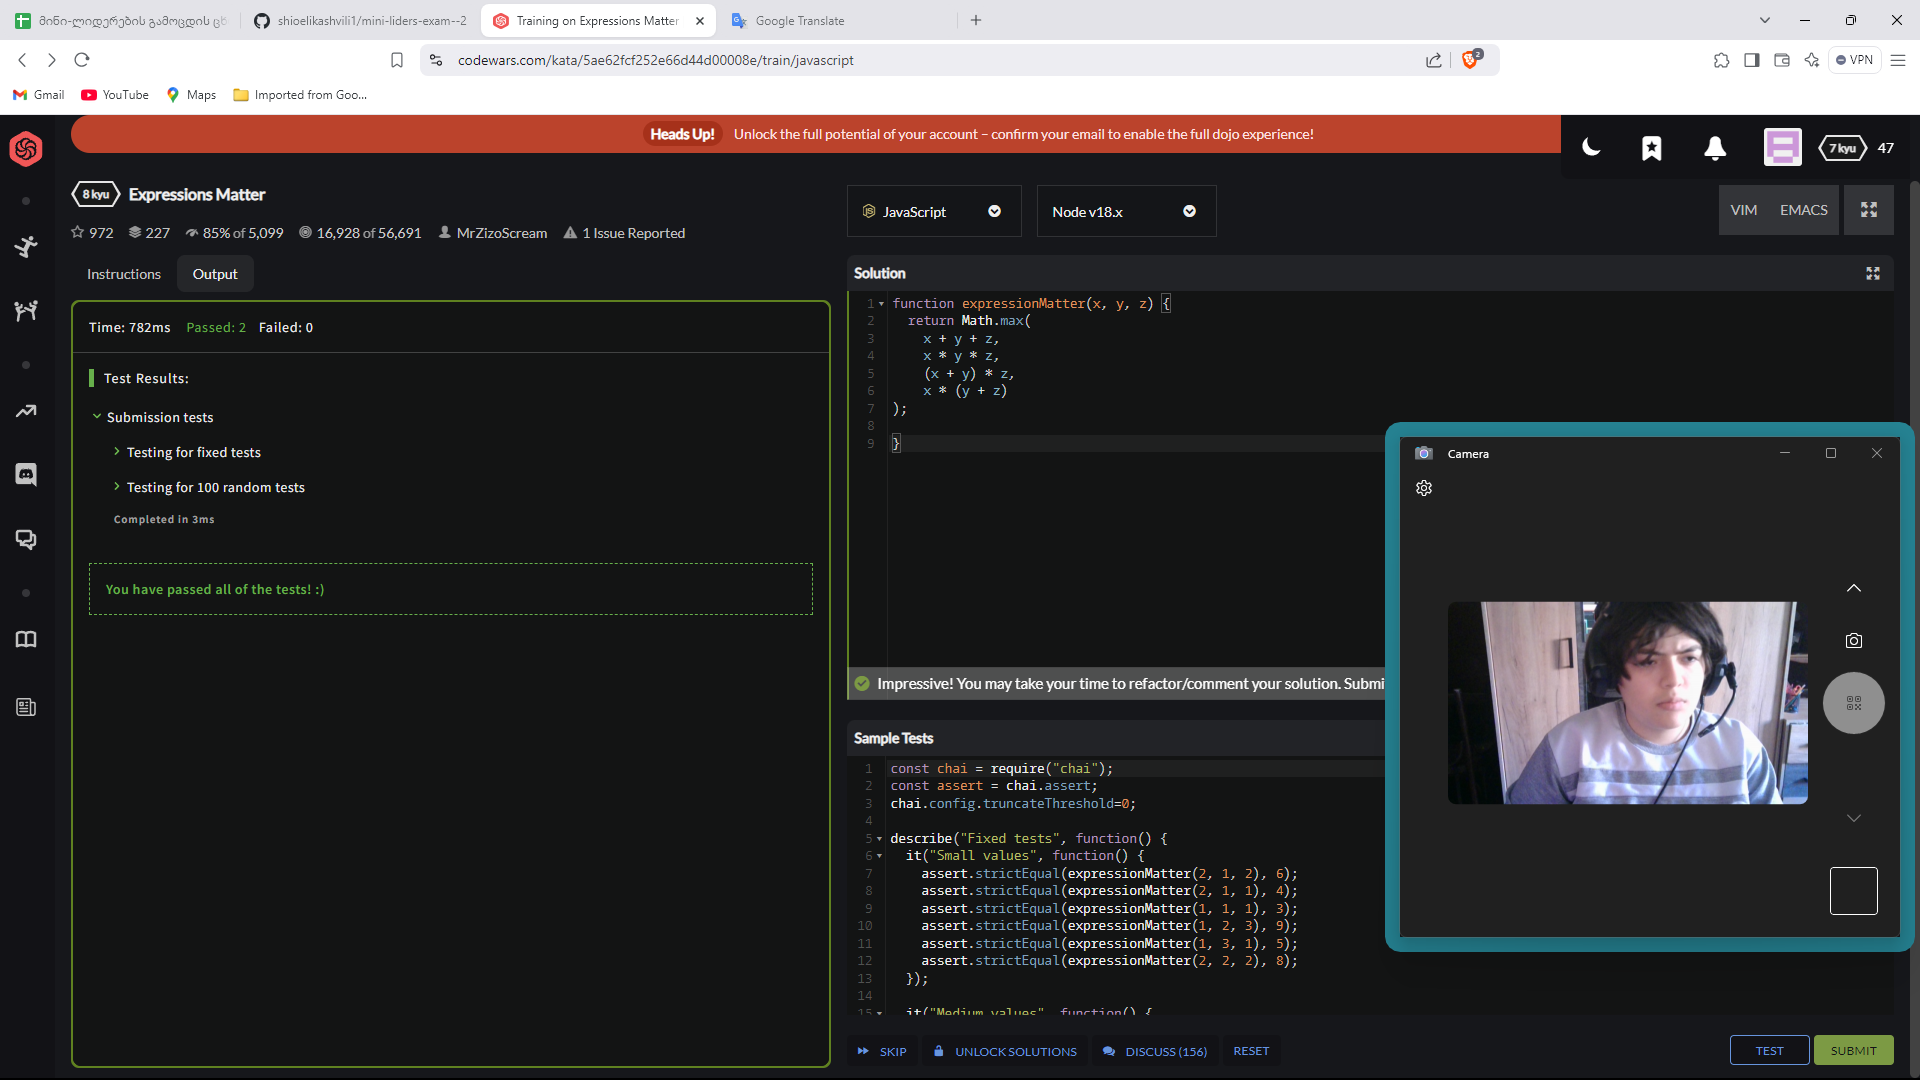 მინი-ლიდერების გამოცდის
shioelikashvili1/mini-liders-exam--2
Training on Expressions Matter
Google Translate
codewars.com/kata/5ae62fcf252e66d44d00008e/train/javascript
2
VPN
Gmail
YouTube
Maps
Imported from Goo...
Heads Up!
Unlock the full potential of your account – confirm your email to enable the full dojo experience!
7 kyu
47
8 kyu
Expressions Matter
972
227
85% of 5,099
16,928 of 56,691
MrZizoScream
1 Issue Reported
JavaScript
Node v18.x
VIM
EMACS
Instructions
Output
Time: 782ms
Passed: 2
Failed: 0
Test Results:
Submission tests
Testing for fixed tests
Testing for 100 random tests
Completed in 3ms
You have passed all of the tests! :)
Solution
1 function expressionMatter(x, y, z) {
2 return Math.max(
3 x + y + z,
4 x * y * z,
5 (x + y) * z,
6 x * (y + z)
7 );
8
9 }
Impressive! You may take your time to refactor/comment your solution. Submi
Sample Tests
1 const chai = require("chai");
2 const assert = chai.assert;
3 chai.config.truncateThreshold=0;
4
5 describe("Fixed tests", function() {
6 it("Small values", function() {
7 assert.strictEqual(expressionMatter(2, 1, 2), 6);
8 assert.strictEqual(expressionMatter(2, 1, 1), 4);
9 assert.strictEqual(expressionMatter(1, 1, 1), 3);
10 assert.strictEqual(expressionMatter(1, 2, 3), 9);
11 assert.strictEqual(expressionMatter(1, 3, 1), 5);
12 assert.strictEqual(expressionMatter(2, 2, 2), 8);
13 });
14
15 it("Medium values", function() {
Camera
SKIP
UNLOCK SOLUTIONS
DISCUSS (156)
RESET
TEST
SUBMIT